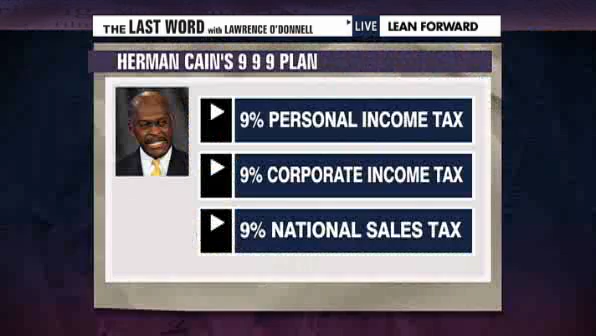 THE LAST WORD with LAWRENCE O'DONNELL LIVE LEAN FORWARD
HERMAN CAIN'S 9 9 9 PLAN
9% PERSONAL INCOME TAX
9% CORPORATE INCOME TAX
9% NATIONAL SALES TAX